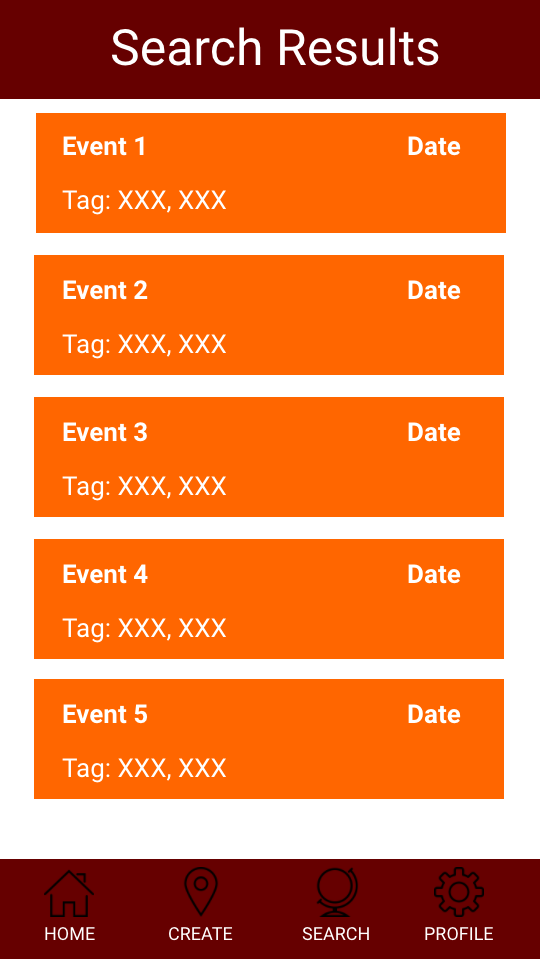 Search Results
Event 1 Date
Tag: XXX, XXX
Event 2 Date
Tag: XXX, XXX
Event 3 Date
Tag: XXX, XXX
Event 4 Date
Tag: XXX, XXX
Event 5 Date
Tag: XXX, XXX
HOME CREATE SEARCH PROFILE